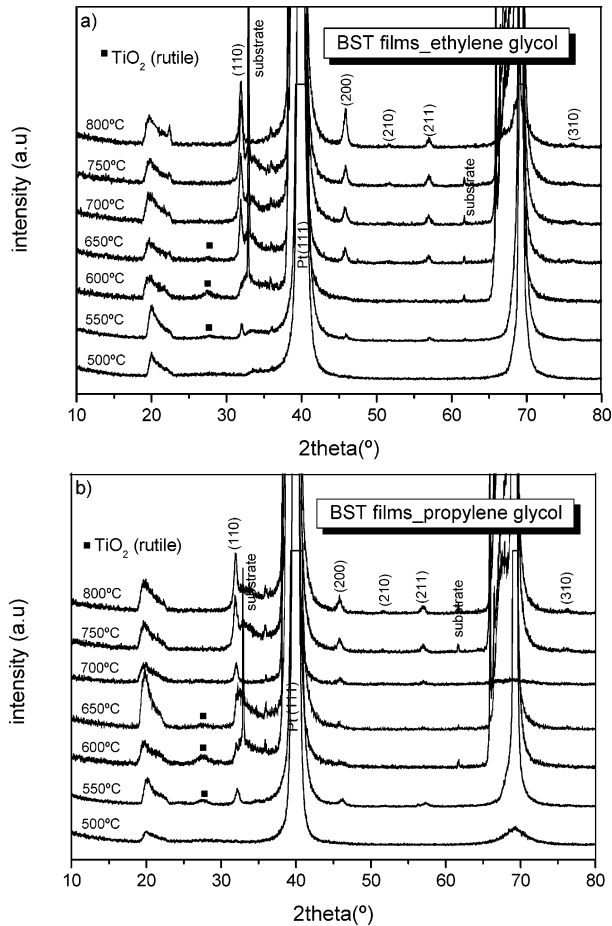 a)
BST films_ethylene glycol
■ TiO2 (rutile)
(110)
substrate
(200)
(210)
(211)
substrate
(310)
800ºC
750ºC
700ºC
650ºC
600ºC
550ºC
500ºC
Pt(111)
intensity (a.u)
10 20 30 40 50 60 70 80
2theta(º)
b)
BST films_propylene glycol
■ TiO2 (rutile)
(110)
substrate
(200)
(210)
(211)
substrate
(310)
800ºC
750ºC
700ºC
650ºC
600ºC
550ºC
500ºC
Pt (111)
intensity (a.u)
10 20 30 40 50 60 70 80
2theta(º)